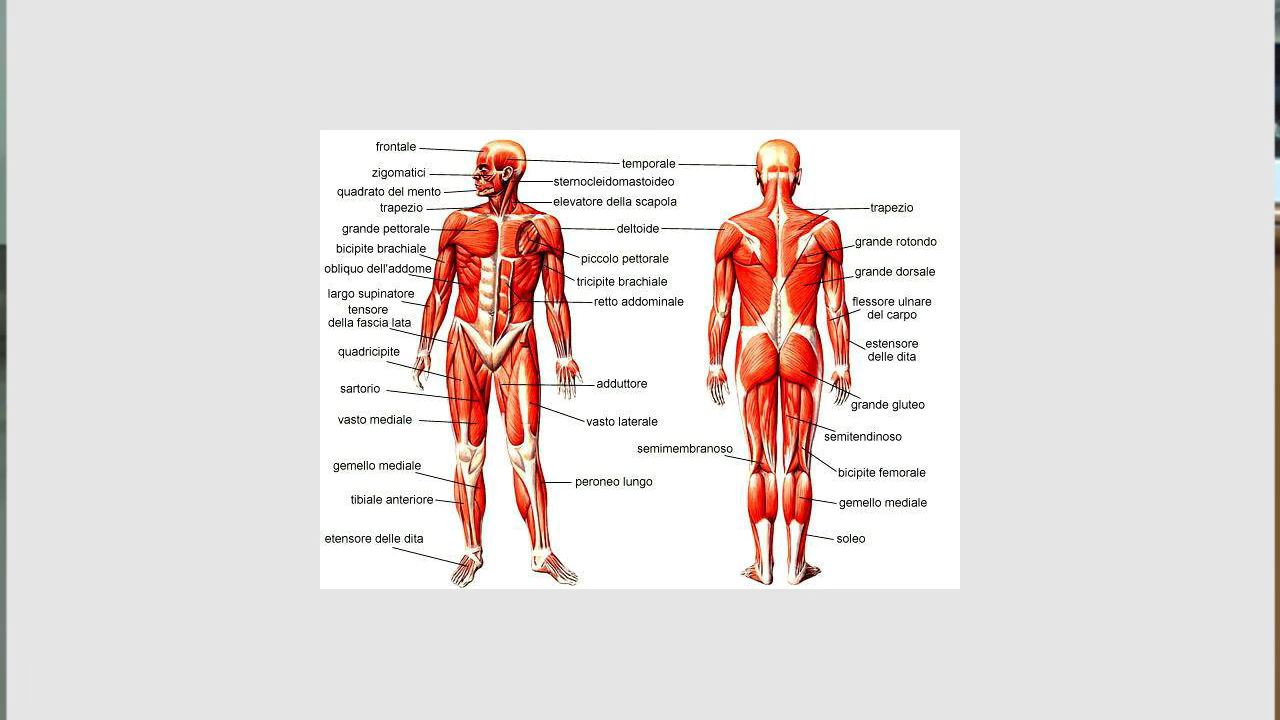 frontale
temporale
zigomatici
sternocleidomastoideo
quadrato del mento
elevatore della scapola
trapezio
trapezio
grande pettorale
deltoide
grande rotondo
bicipite brachiale
piccolo pettorale
obliquo dell'addome
grande dorsale
tricipite brachiale
largo supinatore
retto addominale
flessore ulnare
del carpo
tensore
della fascia lata
estensore
delle dita
quadricipite
sartorio
adduttore
grande gluteo
vasto mediale
vasto laterale
semitendinoso
semimembranoso
gemello mediale
bicipite femorale
peroneo lungo
tibiale anteriore
gemello mediale
etensore delle dita
soleo